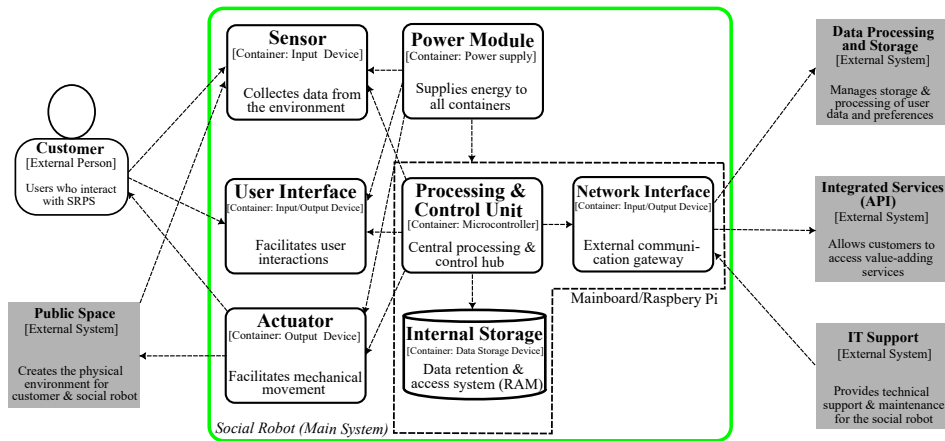 Sensor
[Container: Input Device]
Collects data from
the environment
Power Module
[Container: Power supply]
Supplies energy to
all containers
Data Processing
and Storage
[External System]
Manages storage &
processing of user
data and preferences
Customer
[External Person]
Users who interact
with SRPS
User Interface
[Container: Input/Output Device]
Facilitates user
interactions
Processing &
Control Unit
[Container: Microcontroller]
Central processing &
control hub
Network Interface
[Container: Input/Output Device]
External communi-
cation gateway
Mainboard/Raspbery Pi
Integrated Services
(API)
[External System]
Allows customers to
access value-adding
services
Public Space
[External System]
Creates the physical
environment for
customer & social robot
Actuator
[Container: Output Device]
Facilitates mechanical
movement
Internal Storage
[Container: Data Storage Device]
Data retention &
access system (RAM)
IT Support
[External System]
Provides technical
support & maintenance
for the social robot
Social Robot (Main System)